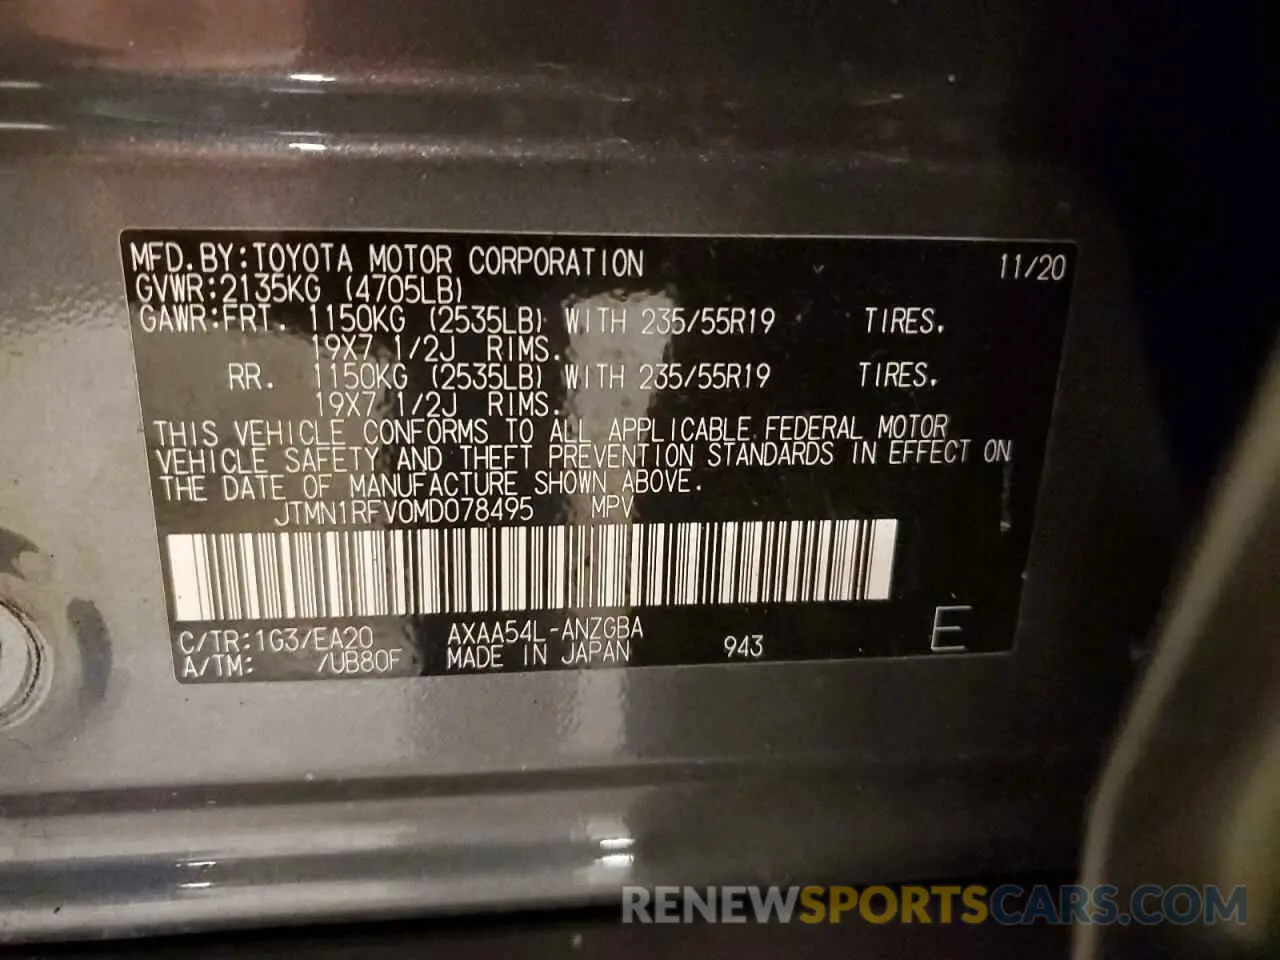 MFD.BY:TOYOTA MOTOR CORPORATION 11/20
GVWR:2135KG (4705LB)
GAWR:FRT. 1150KG (2535LB) WITH 235/55R19 TIRES.
19X7 1/2J RIMS.
RR. 1150KG (2535LB) WITH 235/55R19 TIRES.
19X7 1/2J RIMS.
THIS VEHICLE CONFORMS TO ALL APPLICABLE FEDERAL MOTOR
VEHICLE SAFETY AND THEFT PREVENTION STANDARDS IN EFFECT ON
THE DATE OF MANUFACTURE SHOWN ABOVE.
JTMN1RFV0MD078495 MPV
C/TR:1G3/EA20 AXAA54L-ANZGBA 943 E
A/TM: /UB80F MADE IN JAPAN
RENEWSPORTSCARS.COM